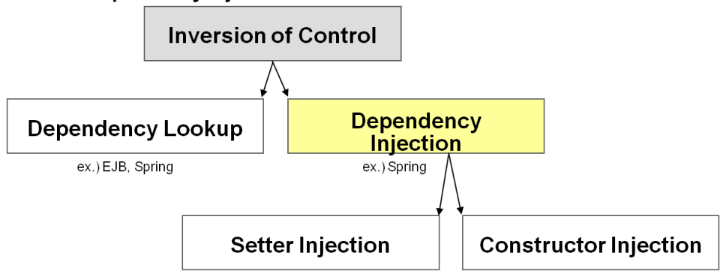 Inversion of Control
Dependency Lookup
Dependency
Injection
ex.) EJB, Spring
ex.) Spring
Setter Injection
Constructor Injection